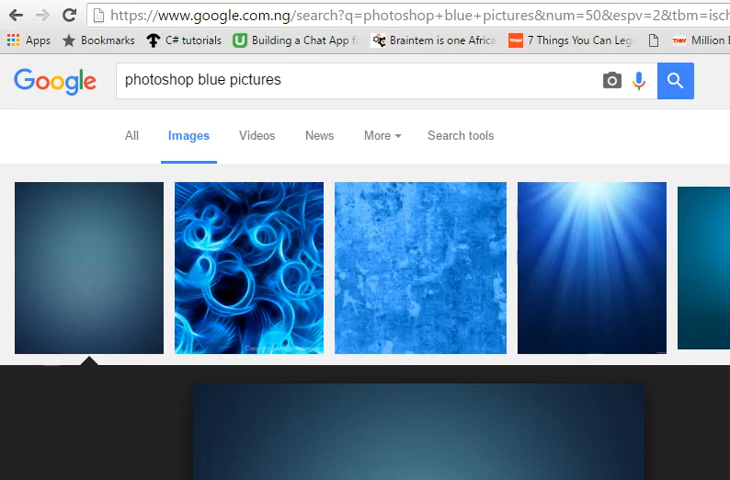 https://www.google.com.ng/search?q=photoshop+blue+pictures&num=50&espv=2&tbm=isch
Apps Bookmarks C# tutorials Building a Chat App Braintem is one Africa 7 Things You Can Leg Million
Google photoshop blue pictures
All Images Videos News More Search tools